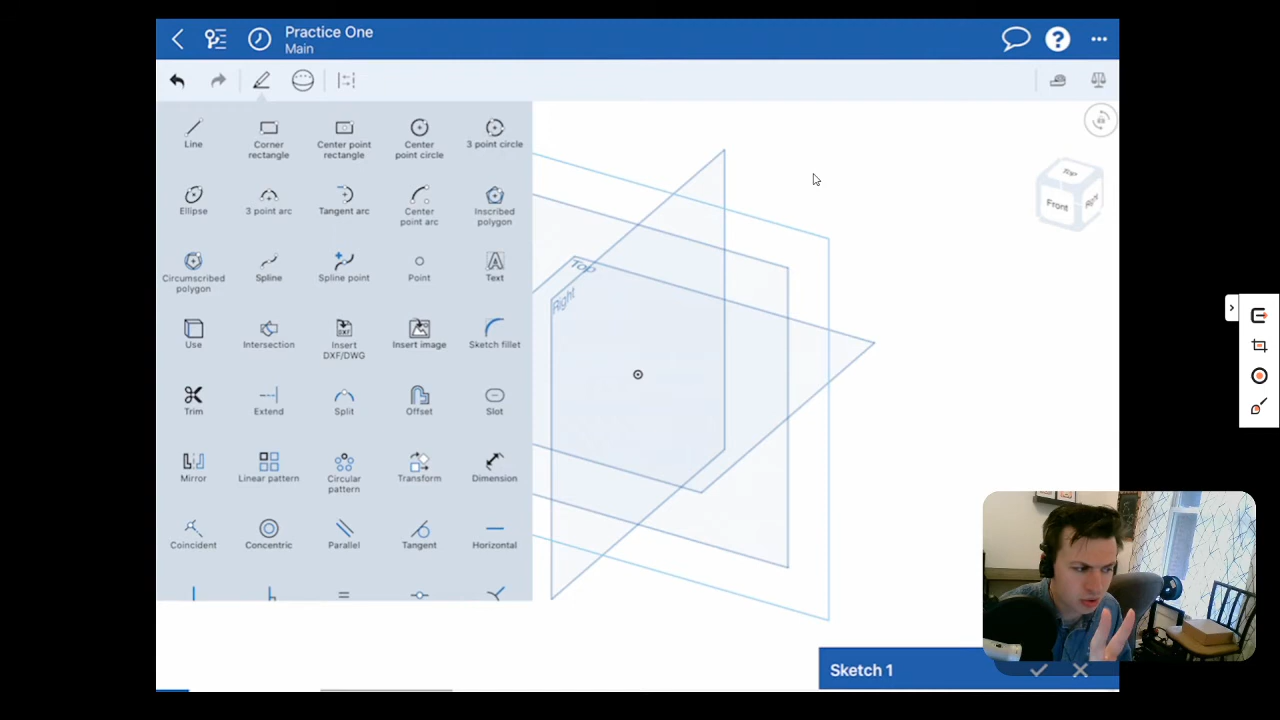 Practice One
Main
Line
Corner
rectangle
Center point
rectangle
Center
point circle
3 point circle
Ellipse
3 point arc
Tangent arc
Center
point arc
Inscribed
polygon
Circumscribed
polygon
Spline
Spline point
Point
A
Text
Use
Intersection
DXF
Insert
DXF/DWG
Insert image
Sketch fillet
Trim
Extend
Split
Offset
Slot
Mirror
Linear pattern
Circular
pattern
Transform
Dimension
Coincident
Concentric
Parallel
Tangent
Horizontal
Top
Right
Top
Front
Right
Sketch 1